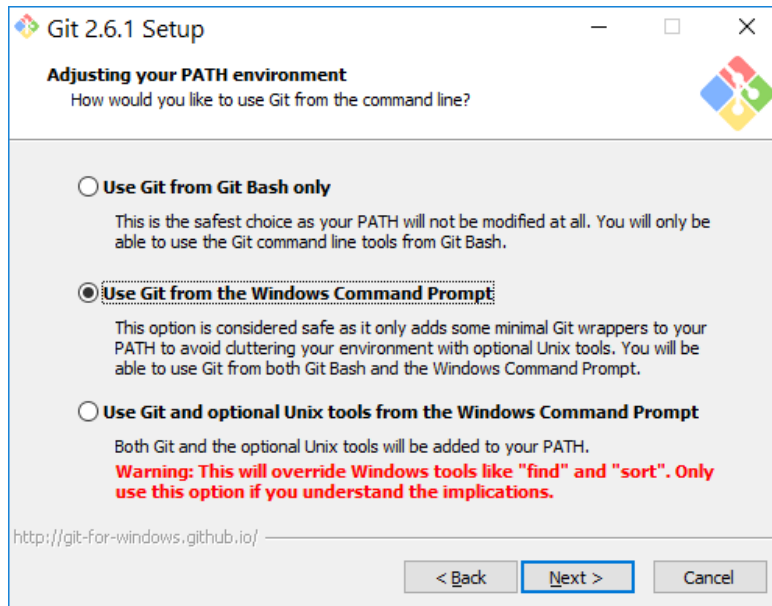 Git 2.6.1 Setup
Adjusting your PATH environment
How would you like to use Git from the command line?
Use Git from Git Bash only
This is the safest choice as your PATH will not be modified at all. You will only be
able to use the Git command line tools from Git Bash.
Use Git from the Windows Command Prompt
This option is considered safe as it only adds some minimal Git wrappers to your
PATH to avoid cluttering your environment with optional Unix tools. You will be
able to use Git from both Git Bash and the Windows Command Prompt.
Use Git and optional Unix tools from the Windows Command Prompt
Both Git and the optional Unix tools will be added to your PATH.
Warning: This will override Windows tools like "find" and "sort". Only
use this option if you understand the implications.
http://git-for-windows.github.io/
< Back Next > Cancel